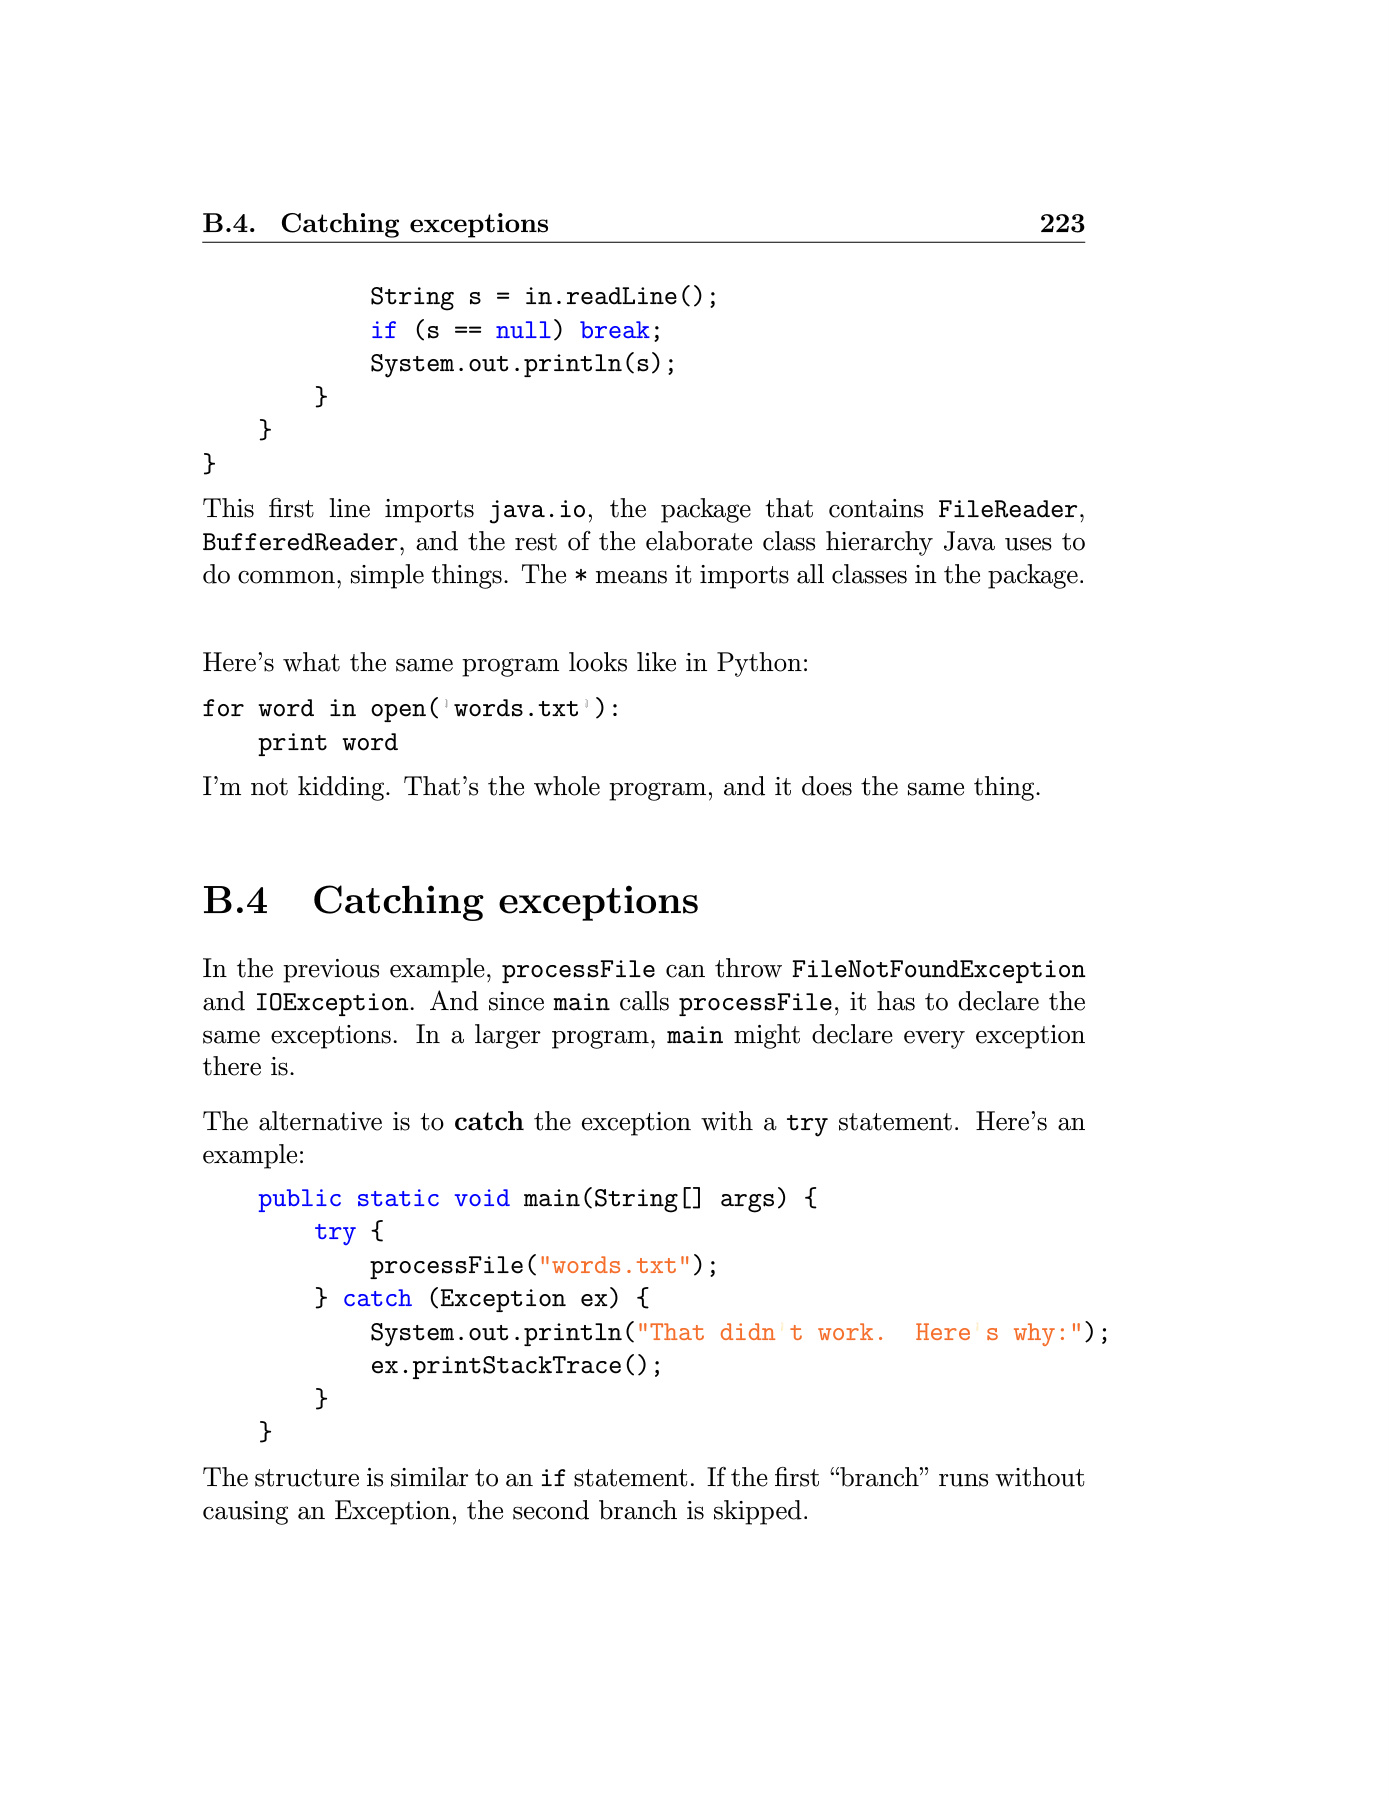 B.4. Catching exceptions 223
            String s = in.readLine();
            if (s == null) break;
            System.out.println(s);
        }
    }
}
This first line imports java.io, the package that contains FileReader,
BufferedReader, and the rest of the elaborate class hierarchy Java uses to
do common, simple things. The * means it imports all classes in the package.
Here's what the same program looks like in Python:
for word in open('words.txt'):
    print word
I'm not kidding. That's the whole program, and it does the same thing.
B.4 Catching exceptions
In the previous example, processFile can throw FileNotFoundException
and IOException. And since main calls processFile, it has to declare the
same exceptions. In a larger program, main might declare every exception
there is.
The alternative is to catch the exception with a try statement. Here's an
example:
    public static void main(String[] args) {
        try {
            processFile("words.txt");
        } catch (Exception ex) {
            System.out.println("That didn't work.  Here's why:");
            ex.printStackTrace();
        }
    }
The structure is similar to an if statement. If the first “branch” runs without
causing an Exception, the second branch is skipped.